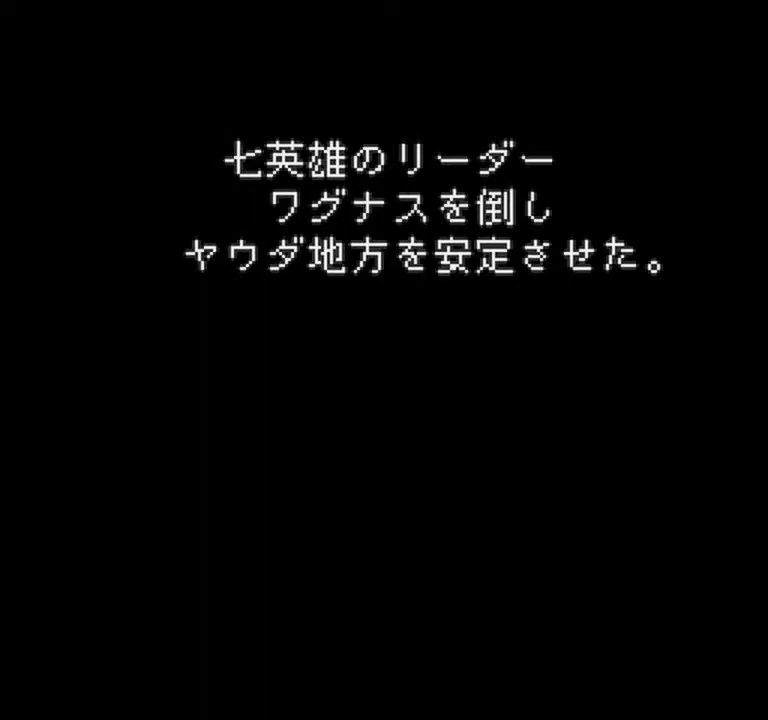 七英雄のリーダー
ワグナスを倒し
ヤウダ地方を安定させた。